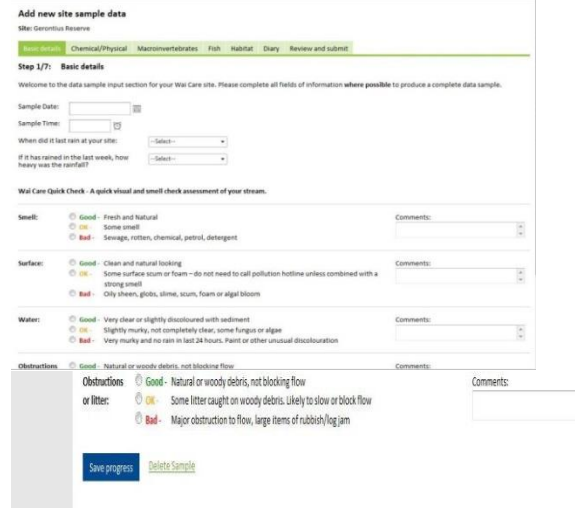 Add new site sample data
Site: Gerontius Reserve
Basic details Chemical/Physical Macroinvertebrates Fish Habitat Diary Review and submit
Step 1/7: Basic details
Welcome to the data sample input section for your Wai Care site. Please complete all fields of information where possible to produce a complete data sample.
Sample Date:
Sample Time:
When did it last rain at your site: --Select--
If it has rained in the last week, how --Select--
heavy was the rainfall?
Wai Care Quick Check - A quick visual and smell check assessment of your stream.
Smell: Good - Fresh and Natural Comments:
OK - Some smell
Bad - Sewage, rotten, chemical, petrol, detergent
Surface: Good - Clean and natural looking Comments:
OK - Some surface scum or foam – do not need to call pollution hotline unless combined with a
strong smell
Bad - Oily sheen, globs, slime, scum, foam or algal bloom
Water: Good - Very clear or slightly discoloured with sediment Comments:
OK - Slightly murky, not completely clear, some fungus or algae
Bad - Very murky and no rain in last 24 hours. Paint or other unusual discolouration
Obstructions Good - Natural or woody debris, not blocking flow Comments:
Obstructions Good - Natural or woody debris, not blocking flow Comments:
or litter: OK - Some litter caught on woody debris. Likely to slow or block flow
Bad - Major obstruction to flow, large items of rubbish/log jam
Save progress Delete Sample